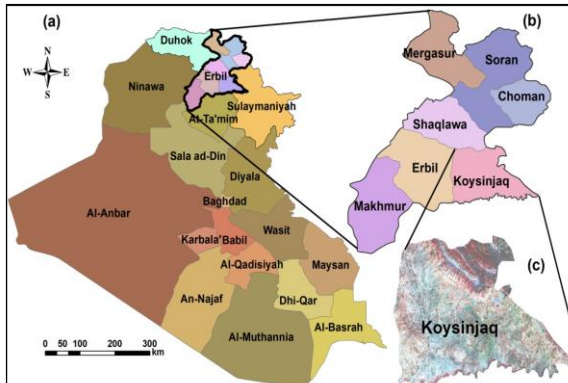 (a)
N
W E
S
Duhok
Ninawa
Erbil
Sulaymaniyah
At-Ta'mim
Sala ad-Din
Diyala
Al-Anbar
Baghdad
Karbala' Babil
Wasit
Al-Qadisiyah
Maysan
An-Najaf
Dhi-Qar
Al-Muthannia
Al-Basrah
0 50 100 200 300
km
(b)
Mergasur
Soran
Choman
Shaqlawa
Erbil
Koysinjaq
Makhmur
(c)
Koysinjaq